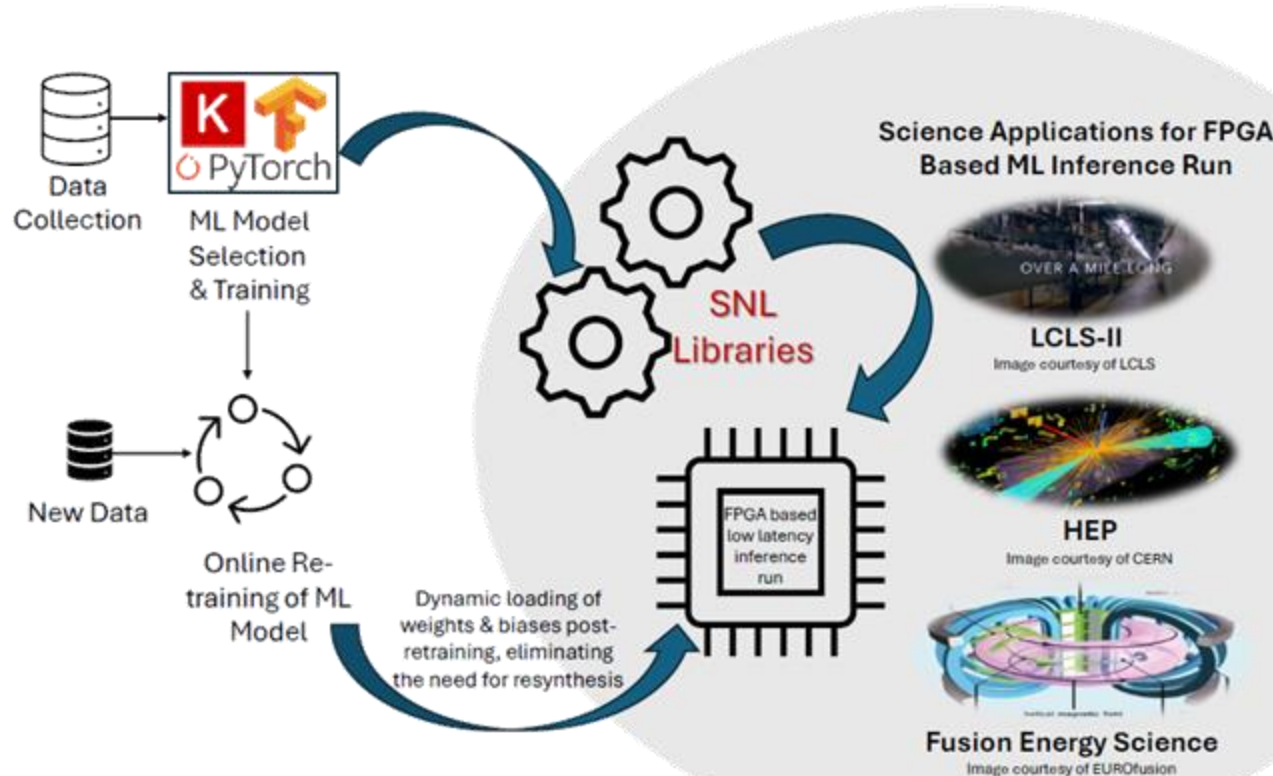 Data
Collection
K
PyTorch
ML Model
Selection
& Training
New Data
Online Re-
training of ML
Model
Dynamic loading of
weights & biases post-
retraining, eliminating
the need for resynthesis
SNL
Libraries
FPGA based
low latency
inference
run
Science Applications for FPGA
Based ML Inference Run
OVER A MILE LONG
LCLS-II
Image courtesy of LCLS
HEP
Image courtesy of CERN
Fusion Energy Science
Image courtesy of EUROfusion